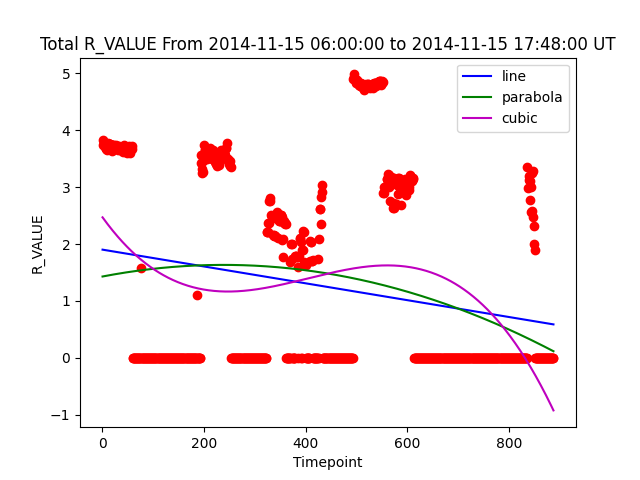 Total R_VALUE From 2014-11-15 06:00:00 to 2014-11-15 17:48:00 UT
line
parabola
cubic
5
4
3
2
1
0
−1
R_VALUE
0 200 400 600 800
Timepoint